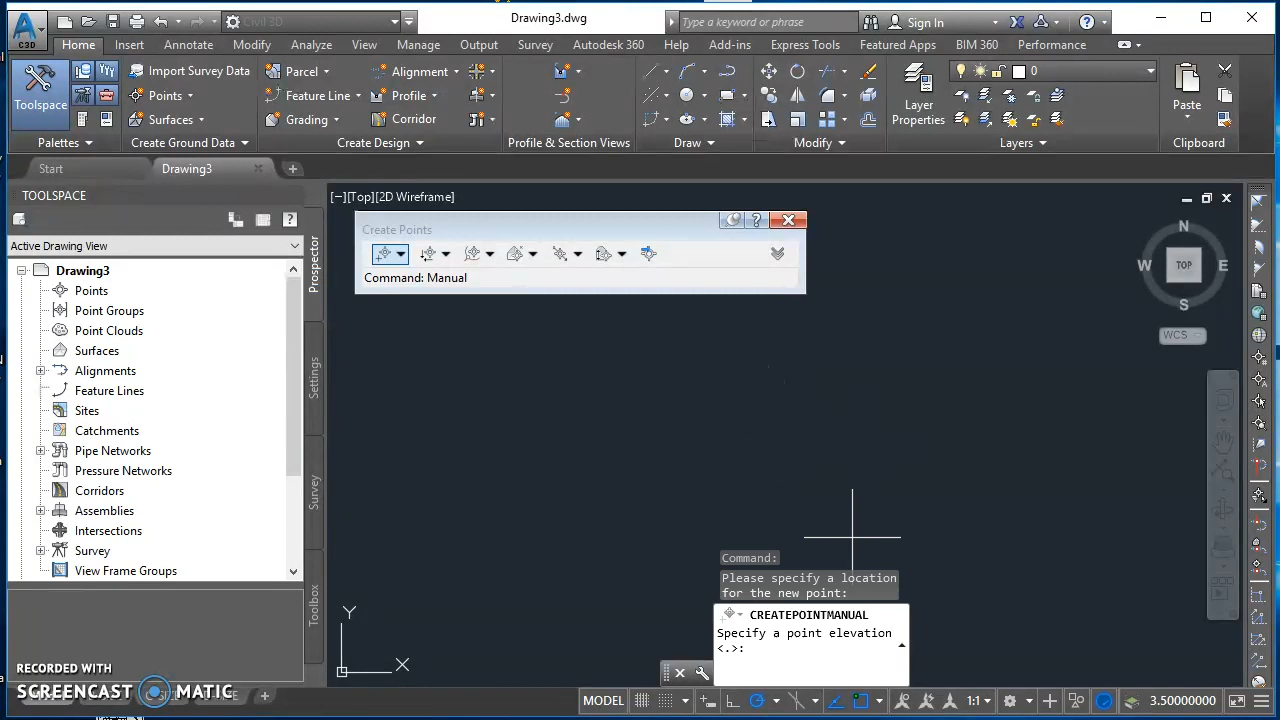 C3D
Civil 3D
Drawing3.dwg
Type a keyword or phrase
Sign In
Home Insert Annotate Modify Analyze View Manage Output Survey Autodesk 360 Help Add-ins Express Tools Featured Apps BIM 360 Performance
Toolspace
Import Survey Data
Points
Surfaces
Parcel
Feature Line
Grading
Alignment
Profile
Corridor
Layer
Properties
0
Paste
Palettes
Create Ground Data
Create Design
Profile & Section Views
Draw
Modify
Layers
Clipboard
Start
Drawing3
TOOLSPACE
Active Drawing View
Drawing3
Points
Point Groups
Point Clouds
Surfaces
Alignments
Feature Lines
Sites
Catchments
Pipe Networks
Pressure Networks
Corridors
Assemblies
Intersections
Survey
View Frame Groups
Prospector
Settings
Survey
Toolbox
[−][Top][2D Wireframe]
Create Points
Command: Manual
N
W TOP E
S
WCS
Command:
Please specify a location
for the new point:
CREATEPOINTMANUAL
Specify a point elevation
<.>:
Y
X
RECORDED WITH
SCREENCAST MATIC
MODEL
1:1
3.50000000